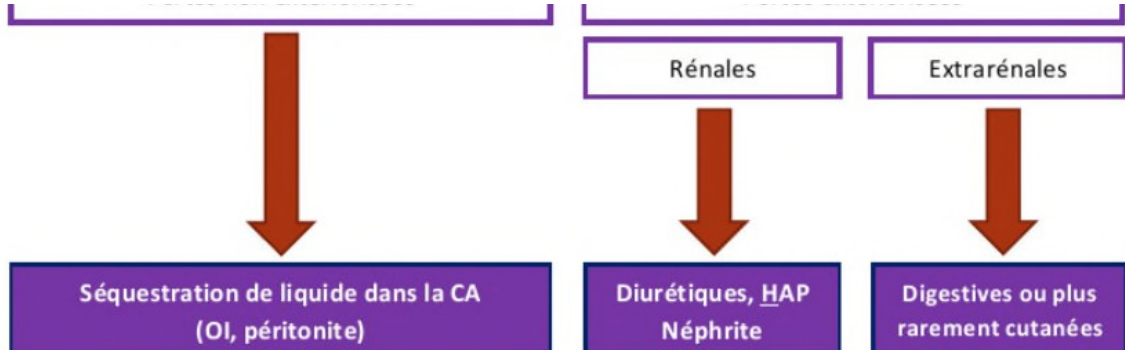 Rénales
Extrarénales
Séquestration de liquide dans la CA
(OI, péritonite)
Diurétiques, HAP
Néphrite
Digestives ou plus
rarement cutanées